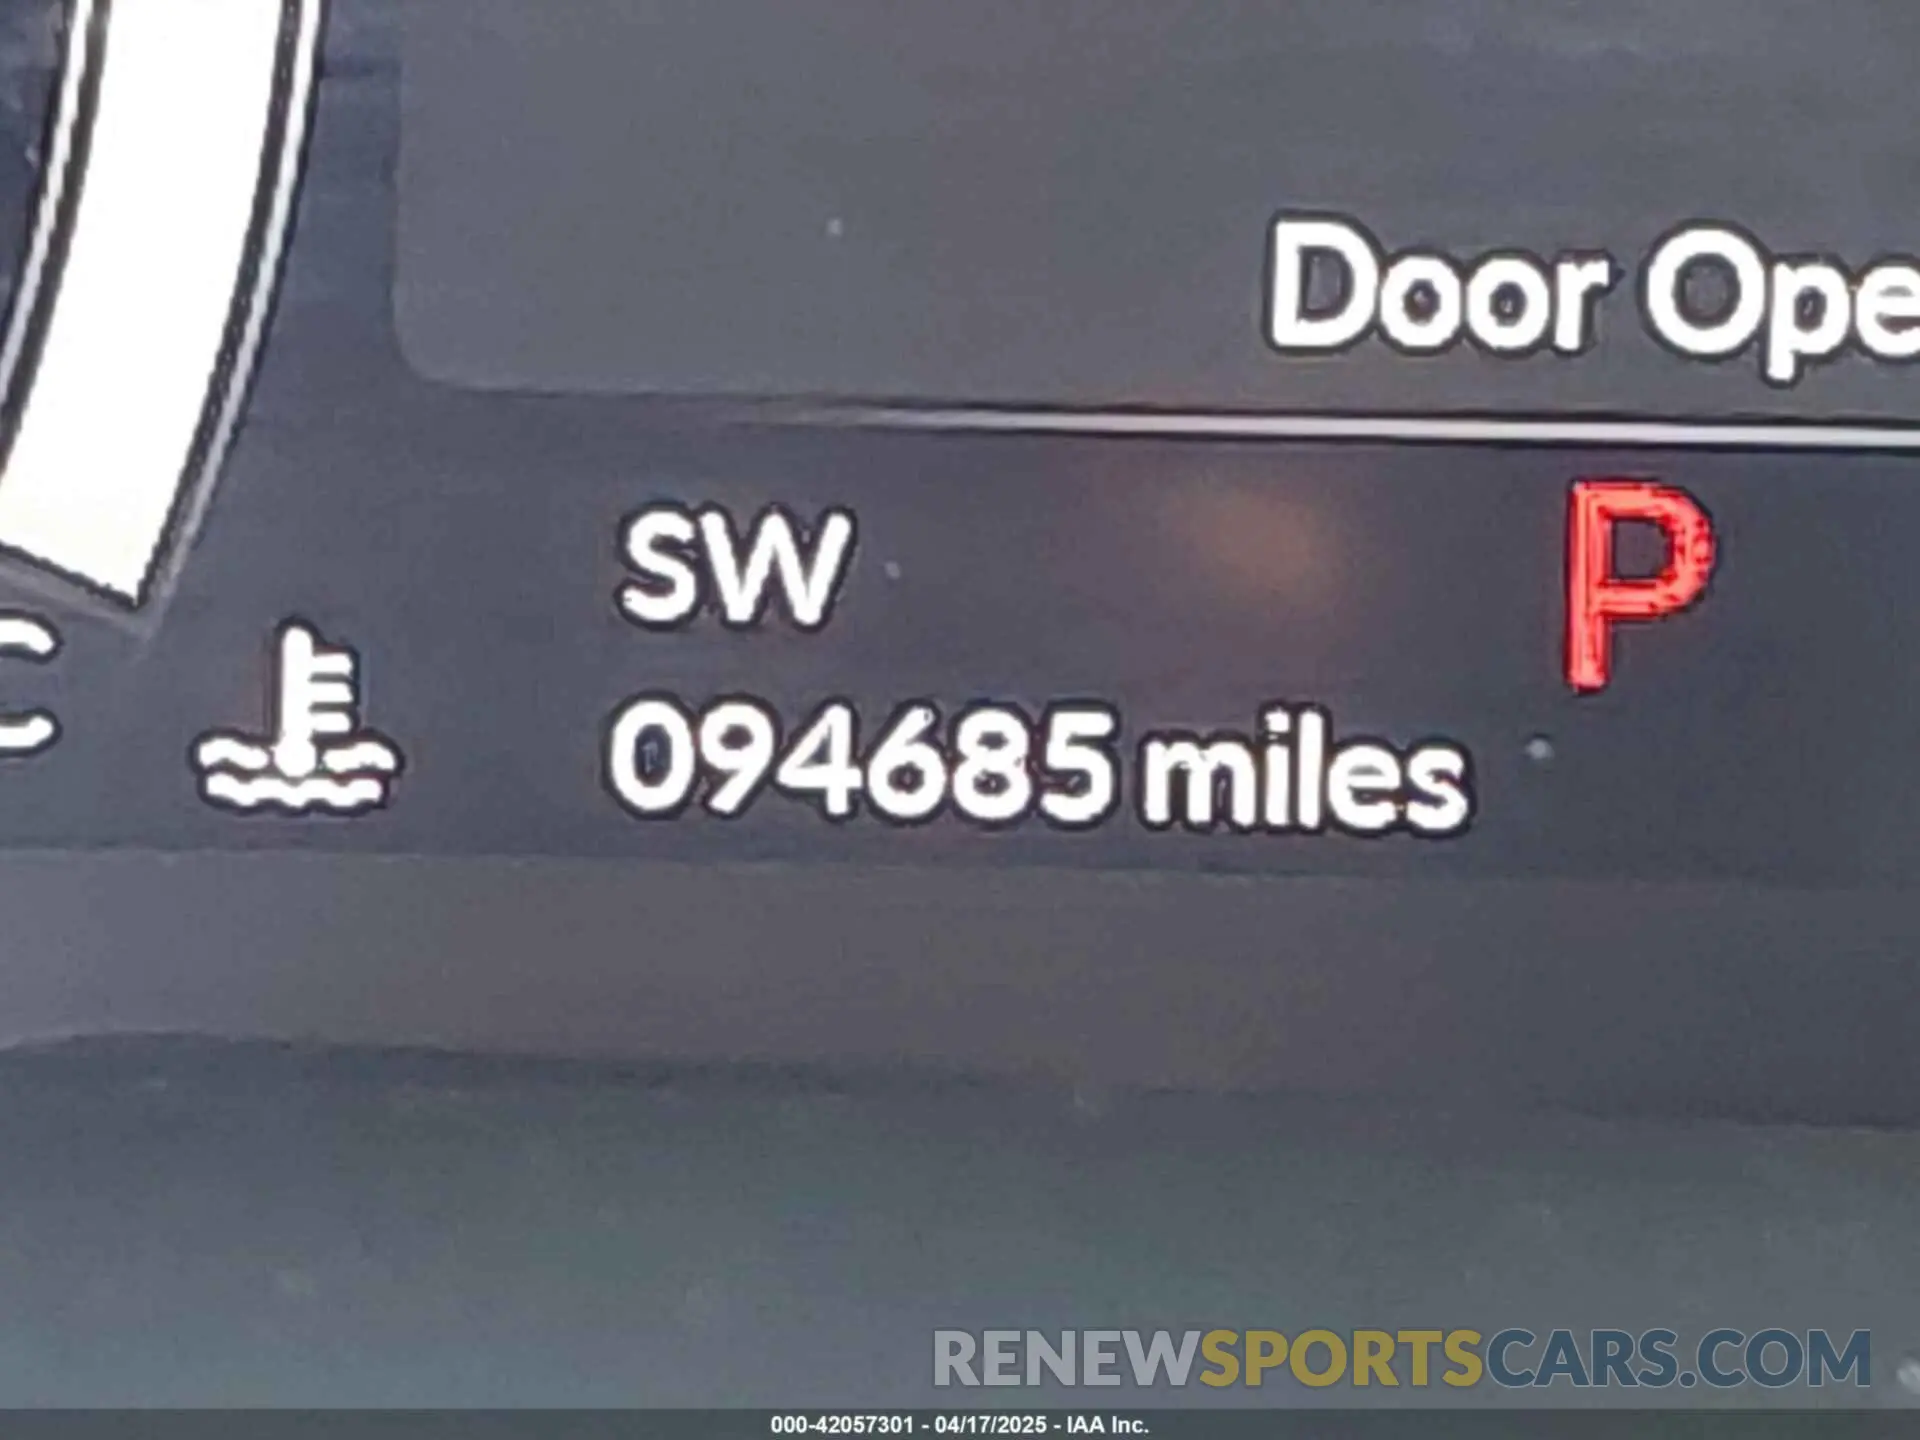 Door Ope
SW
P
094685 miles
C
RENEWSPORTSCARS.COM
000-42057301 - 04/17/2025 - IAA Inc.